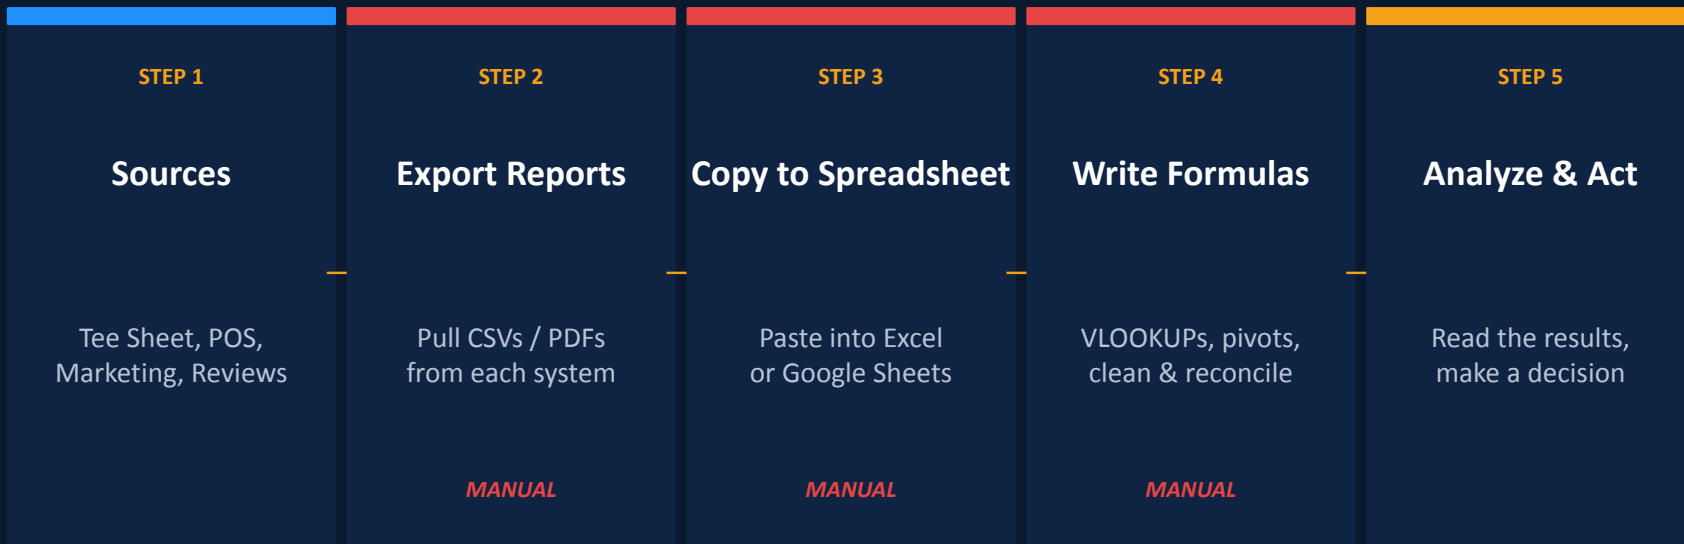 STEP 1
Sources
Tee Sheet, POS,
Marketing, Reviews
STEP 2
Export Reports
Pull CSVs / PDFs
from each system
MANUAL
STEP 3
Copy to Spreadsheet
Paste into Excel
or Google Sheets
MANUAL
STEP 4
Write Formulas
VLOOKUPs, pivots,
clean & reconcile
MANUAL
STEP 5
Analyze & Act
Read the results,
make a decision